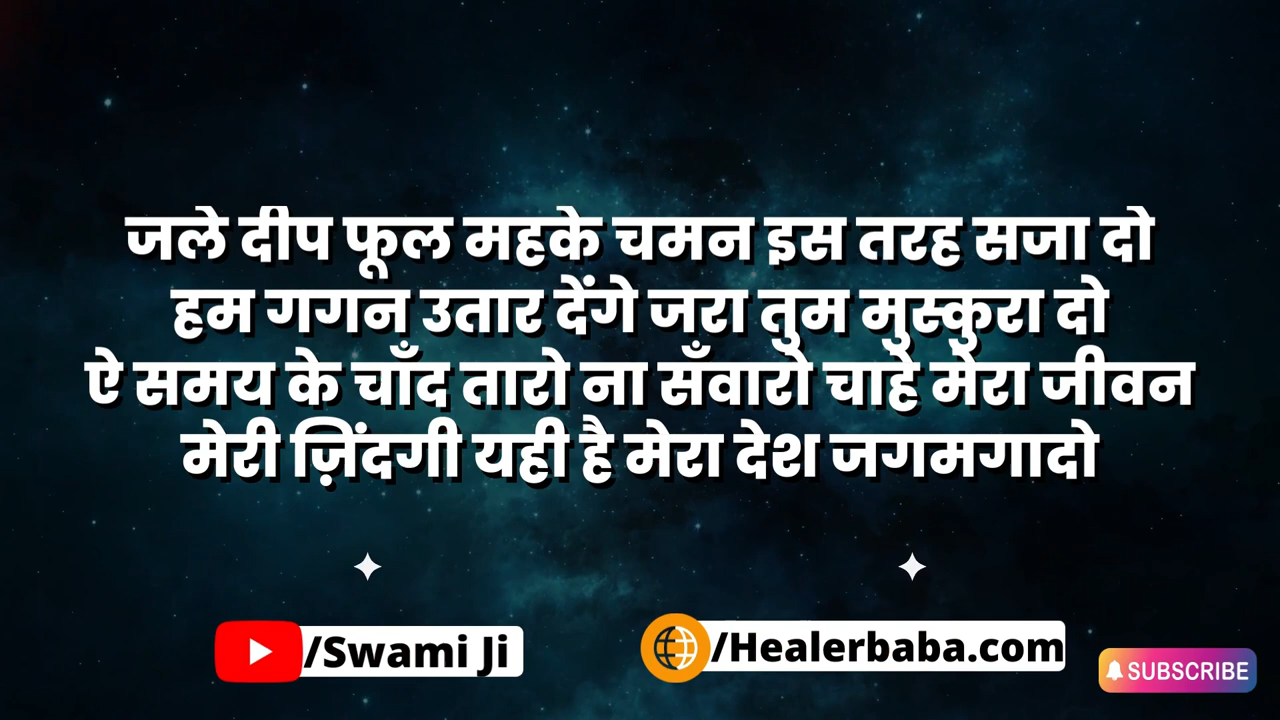 जले दीप फूल महके चमन इस तरह सजा दो
हम गगन उतार देंगे जरा तुम मुस्कुरा दो
ऐ समय के चाँद तारो ना सँवारो चाहे मेरा जीवन
मेरी ज़िंदगी यही है मेरा देश जगमगादो
/Swami Ji
/Healerbaba.com
SUBSCRIBE